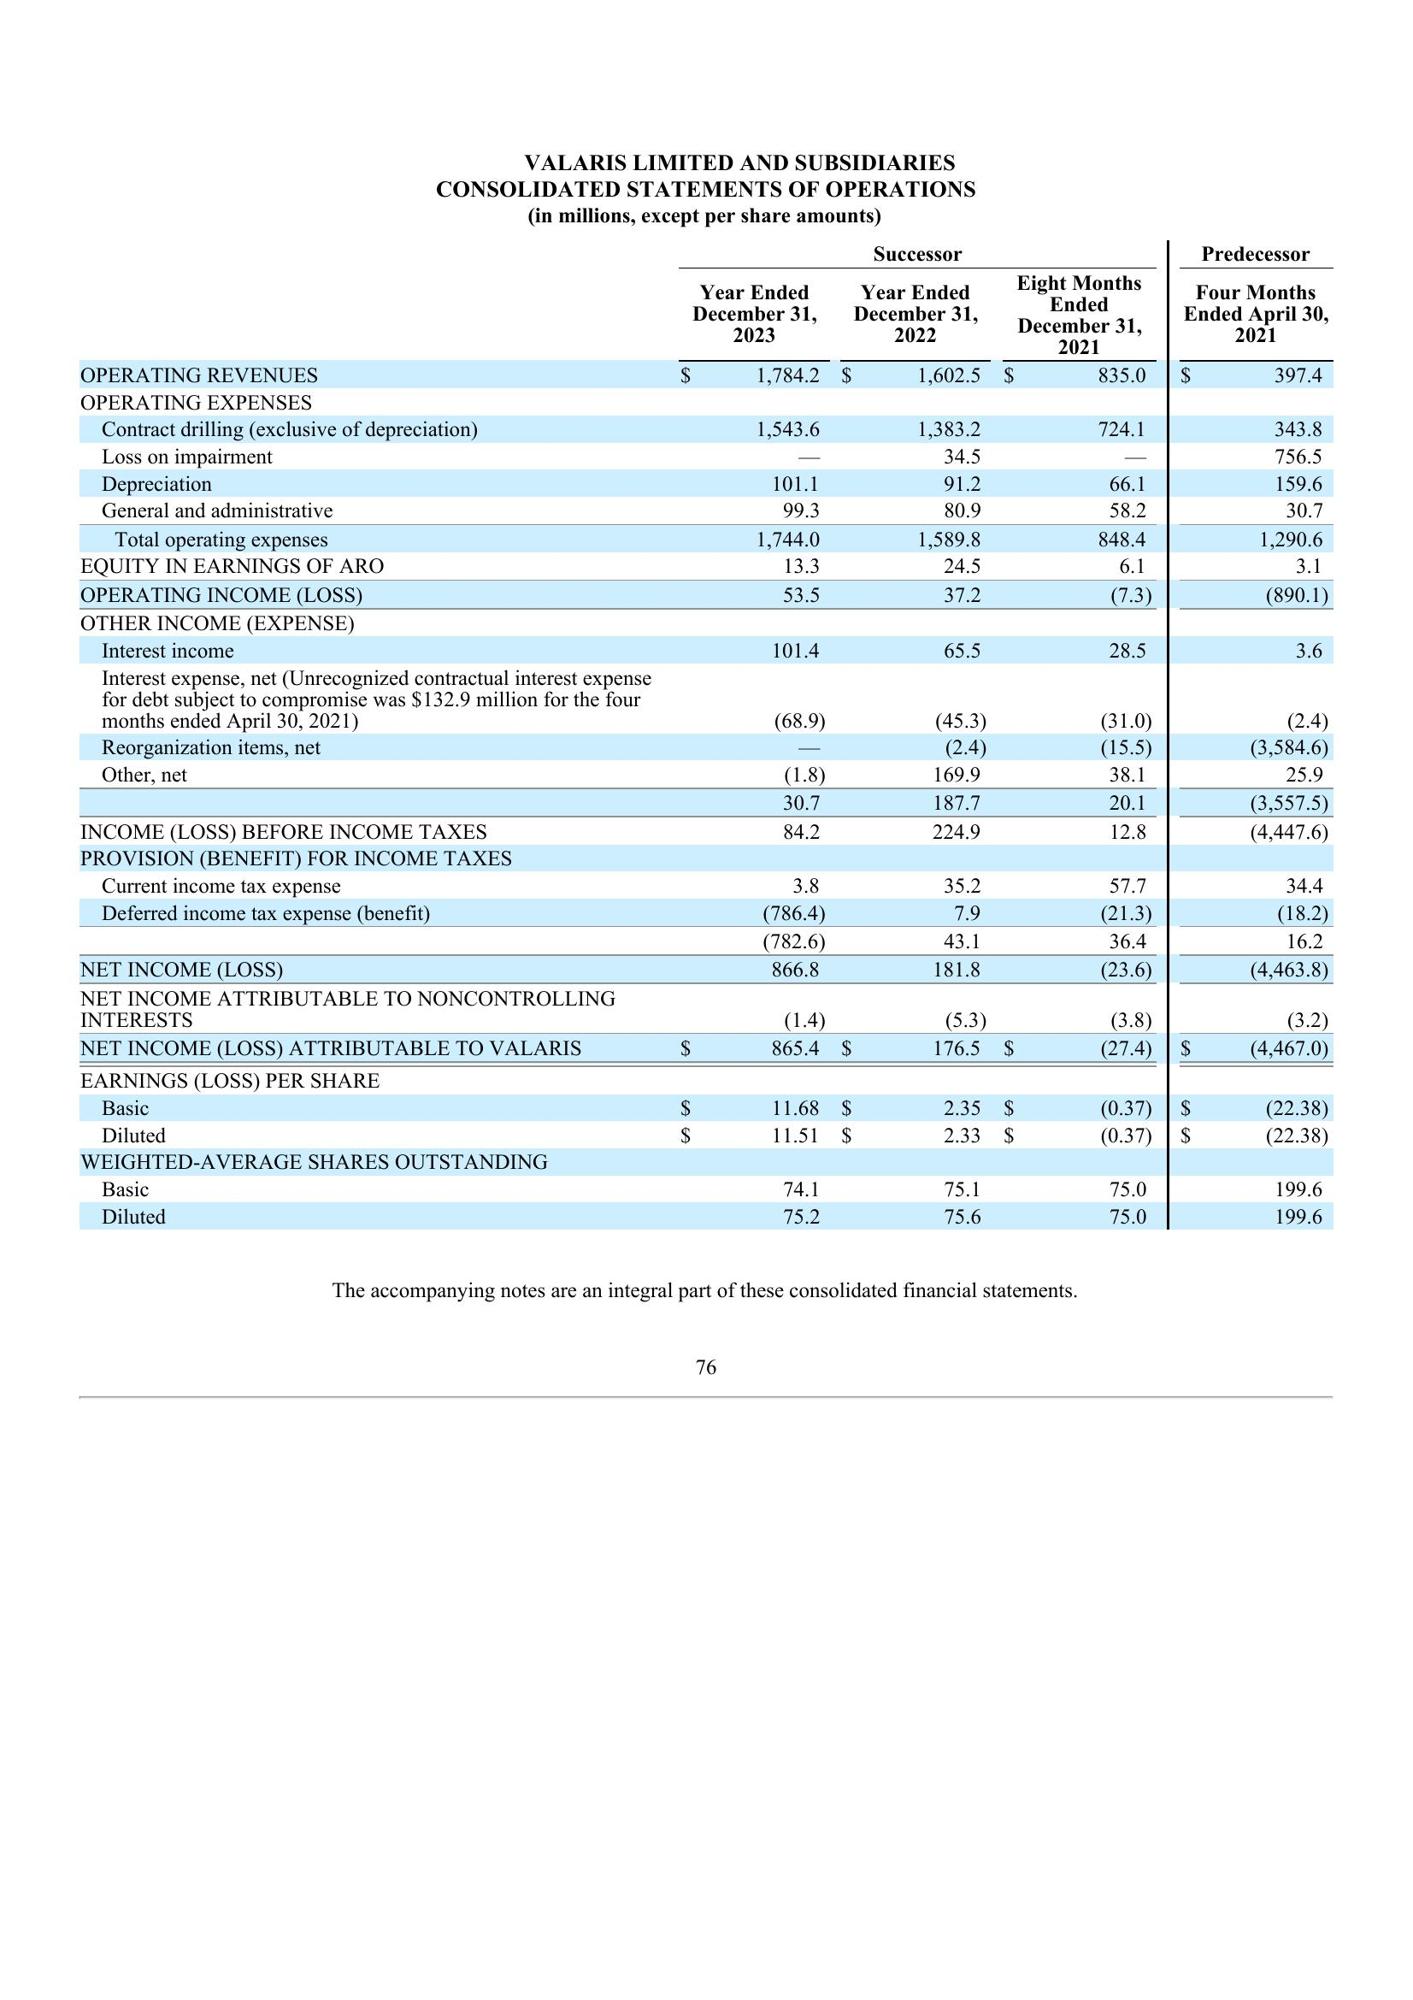 VALARIS LIMITED AND SUBSIDIARIES
CONSOLIDATED STATEMENTS OF OPERATIONS
(in millions, except per share amounts)
Successor Predecessor
Year Ended December 31, 2023 Year Ended December 31, 2022 Eight Months Ended December 31, 2021 Four Months Ended April 30, 2021
OPERATING REVENUES $ 1,784.2 $ 1,602.5 $ 835.0 $ 397.4
OPERATING EXPENSES
Contract drilling (exclusive of depreciation) 1,543.6 1,383.2 724.1 343.8
Loss on impairment — 34.5 — 756.5
Depreciation 101.1 91.2 66.1 159.6
General and administrative 99.3 80.9 58.2 30.7
Total operating expenses 1,744.0 1,589.8 848.4 1,290.6
EQUITY IN EARNINGS OF ARO 13.3 24.5 6.1 3.1
OPERATING INCOME (LOSS) 53.5 37.2 (7.3) (890.1)
OTHER INCOME (EXPENSE)
Interest income 101.4 65.5 28.5 3.6
Interest expense, net (Unrecognized contractual interest expense
for debt subject to compromise was $132.9 million for the four
months ended April 30, 2021) (68.9) (45.3) (31.0) (2.4)
Reorganization items, net — (2.4) (15.5) (3,584.6)
Other, net (1.8) 169.9 38.1 25.9
30.7 187.7 20.1 (3,557.5)
INCOME (LOSS) BEFORE INCOME TAXES 84.2 224.9 12.8 (4,447.6)
PROVISION (BENEFIT) FOR INCOME TAXES
Current income tax expense 3.8 35.2 57.7 34.4
Deferred income tax expense (benefit) (786.4) 7.9 (21.3) (18.2)
(782.6) 43.1 36.4 16.2
NET INCOME (LOSS) 866.8 181.8 (23.6) (4,463.8)
NET INCOME ATTRIBUTABLE TO NONCONTROLLING
INTERESTS (1.4) (5.3) (3.8) (3.2)
NET INCOME (LOSS) ATTRIBUTABLE TO VALARIS $ 865.4 $ 176.5 $ (27.4) $ (4,467.0)
EARNINGS (LOSS) PER SHARE
Basic $ 11.68 $ 2.35 $ (0.37) $ (22.38)
Diluted $ 11.51 $ 2.33 $ (0.37) $ (22.38)
WEIGHTED-AVERAGE SHARES OUTSTANDING
Basic 74.1 75.1 75.0 199.6
Diluted 75.2 75.6 75.0 199.6
The accompanying notes are an integral part of these consolidated financial statements.
76